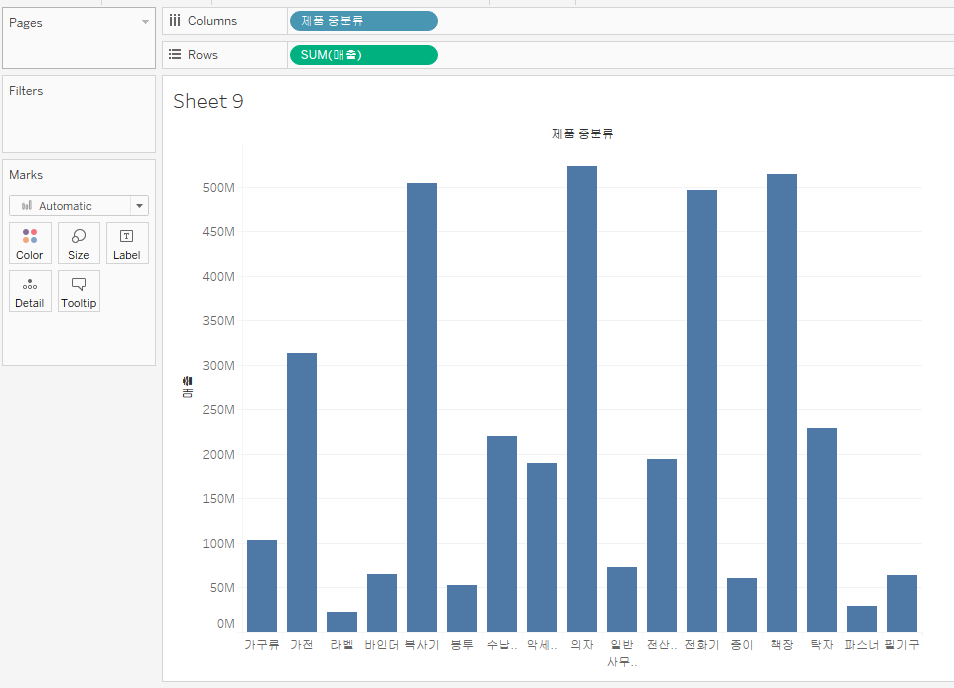 Pages
Columns
제품 중분류
Rows
SUM(매출)
Filters
Marks
Automatic
Color
Size
Label
Detail
Tooltip
Sheet 9
제품 중분류
매출
500M
450M
400M
350M
300M
250M
200M
150M
100M
50M
0M
가구류 가전 라벨 바인더 복사기 봉투 수납.. 악세.. 의자 일반 전산.. 전화기 종이 책장 탁자 파스너 필기구
사무..